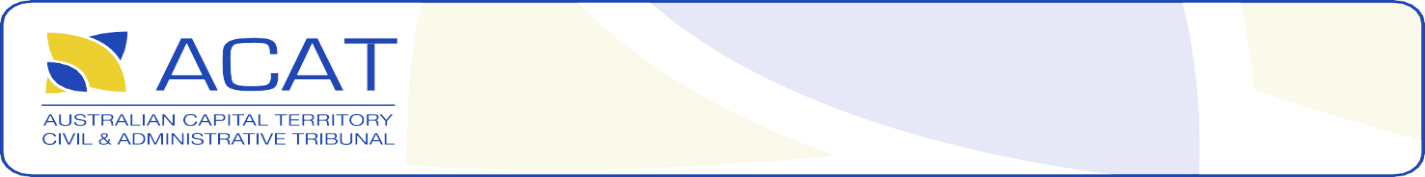 ACAT
AUSTRALIAN CAPITAL TERRITORY
CIVIL & ADMINISTRATIVE TRIBUNAL